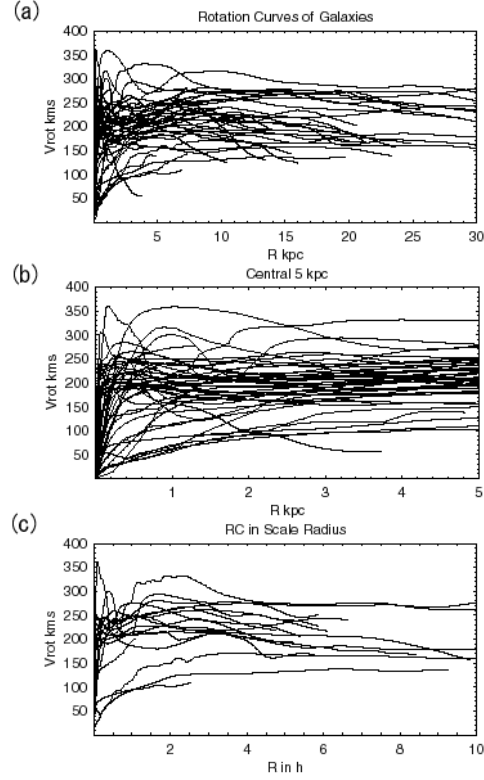 (a)
Rotation Curves of Galaxies
400
350
300
250
200
150
100
50
Vrot kms
5 10 15 20 25 30
R kpc
(b)
Central 5 kpc
400
350
300
250
200
150
100
50
Vrot kms
1 2 3 4 5
R kpc
(c)
RC in Scale Radius
400
350
300
250
200
150
100
50
0
Vrot kms
2 4 6 8 10
R in h